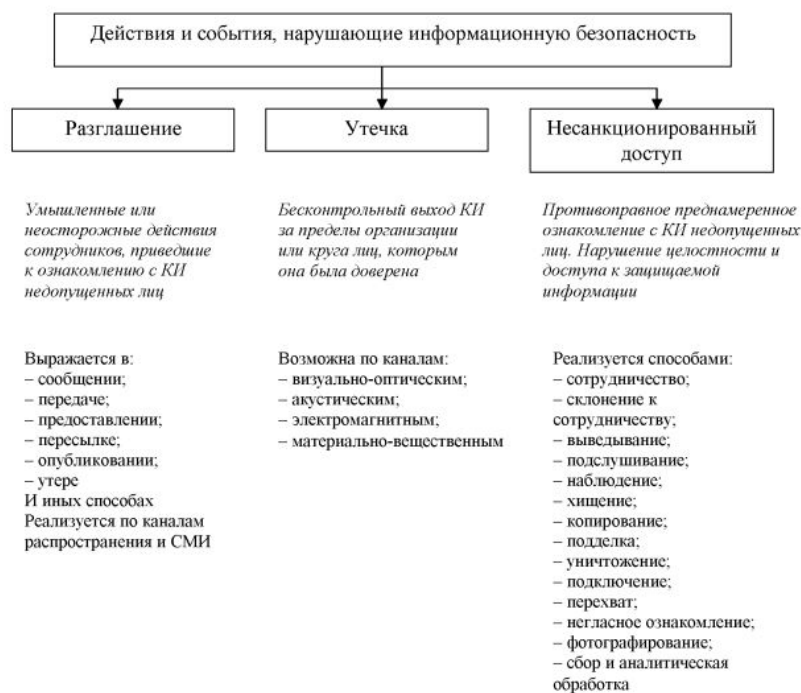 Действия и события, нарушающие информационную безопасность
Разглашение
Утечка
Несанкционированный
доступ
Умышленные или
неосторожные действия
сотрудников, приведшие
к ознакомлению с КИ
недопущенных лиц
Бесконтрольный выход КИ
за пределы организации
или круга лиц, которым
она была доверена
Противоправное преднамеренное
ознакомление с КИ недопущенных
лиц. Нарушение целостности и
доступа к защищаемой
информации
Выражается в:
– сообщении;
– передаче;
– предоставлении;
– пересылке;
– опубликовании;
– утере
И иных способах
Реализуется по каналам
распространения и СМИ
Возможна по каналам:
– визуально-оптическим;
– акустическим;
– электромагнитным;
– материально-вещественным
Реализуется способами:
– сотрудничество;
– склонение к
сотрудничеству;
– выведывание;
– подслушивание;
– наблюдение;
– хищение;
– копирование;
– подделка;
– уничтожение;
– подключение;
– перехват;
– негласное ознакомление;
– фотографирование;
– сбор и аналитическая
обработка